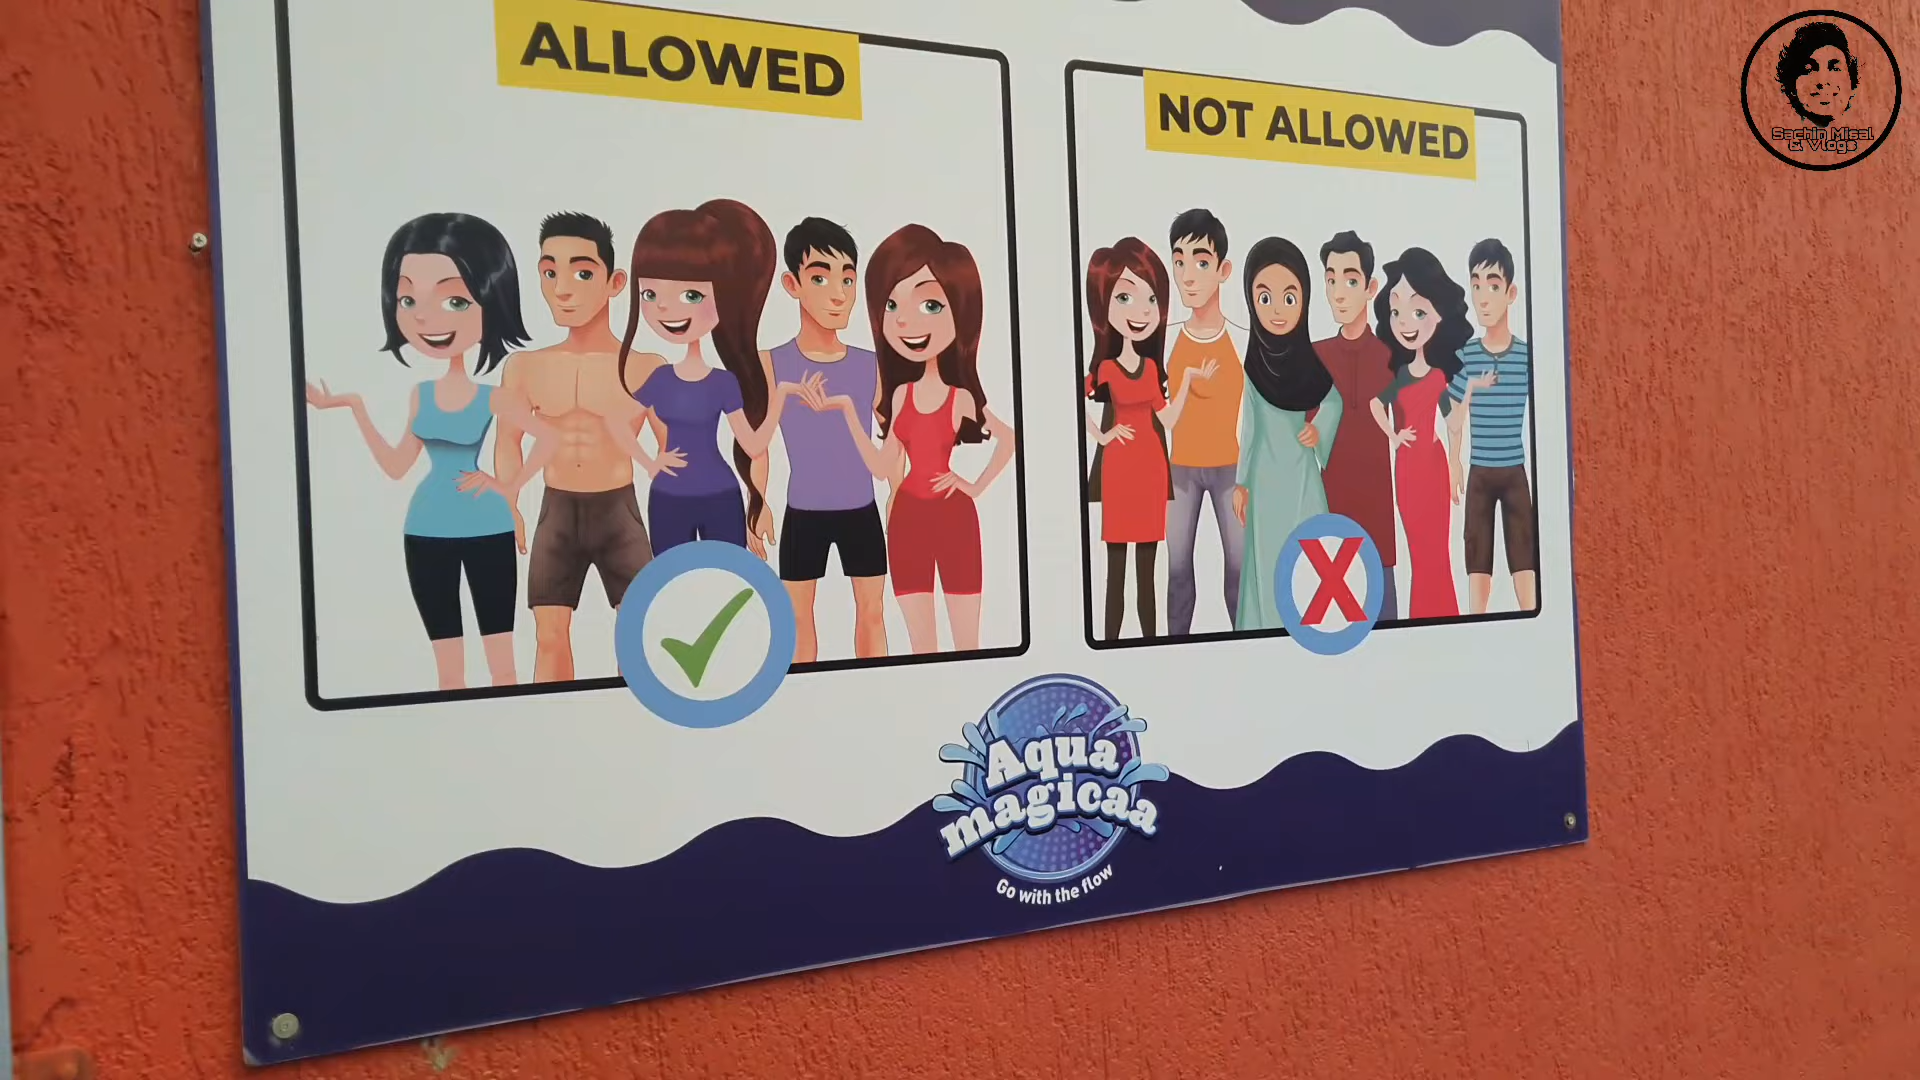 ALLOWED
NOT ALLOWED
X
Aqua
magicaa
Go with the flow
Sachin Misal
& Vlogs